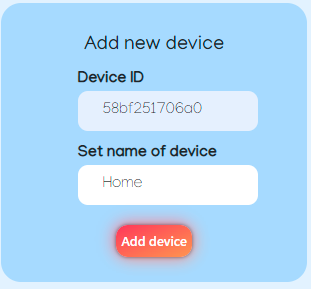 Add new device
Device ID
58bf251706a0
Set name of device
Home
Add device